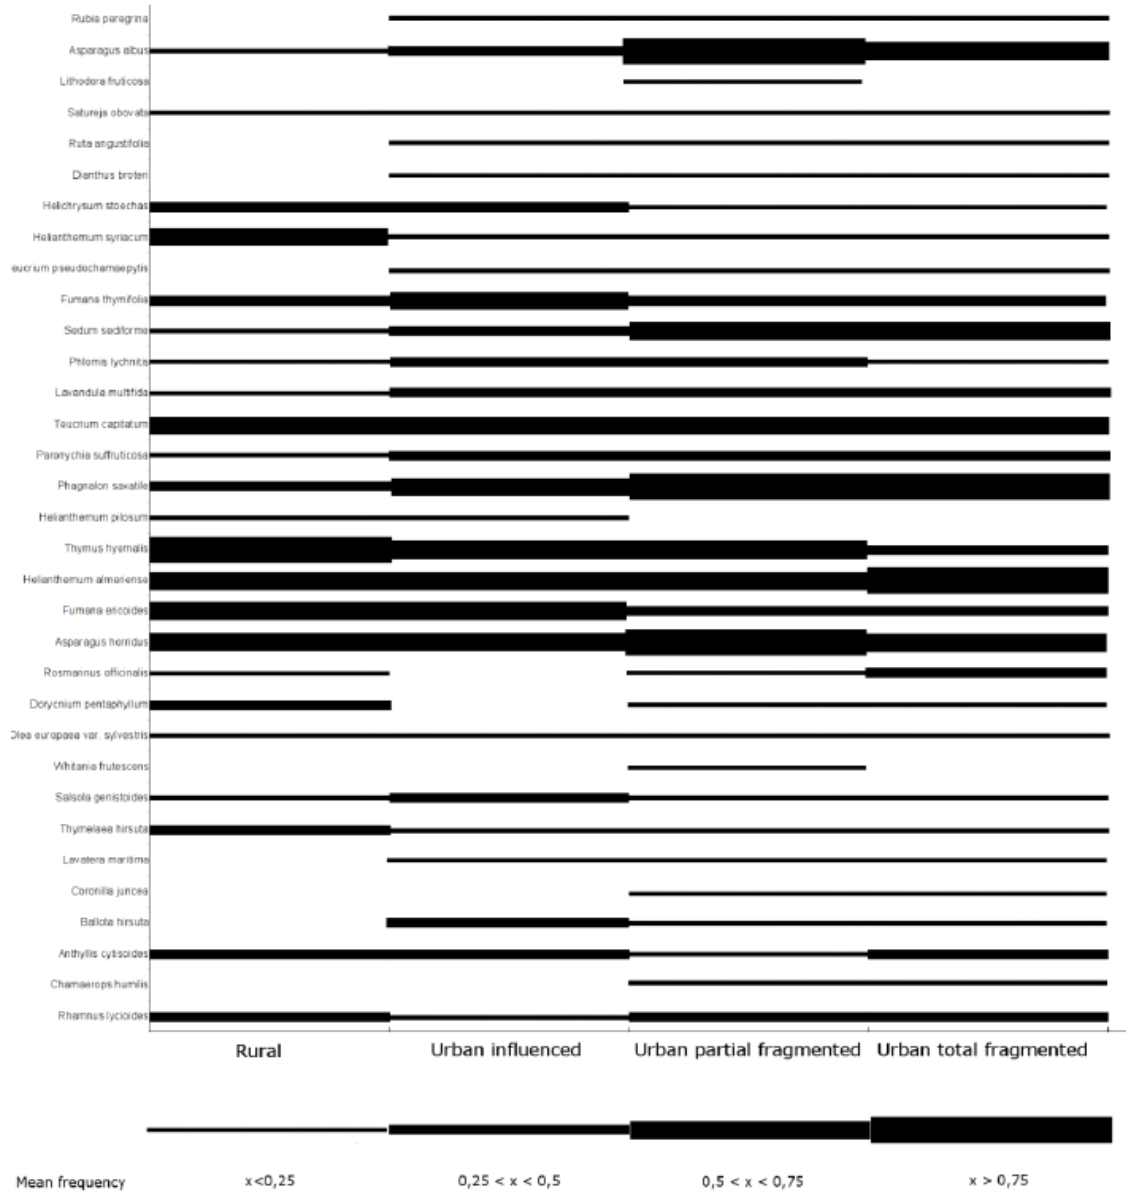 Rubia peregrina
Asparagus albus
Lithodora fruticosa
Satureja obovata
Ruta angustifolia
Dianthus broteri
Helichrysum stoechas
Helianthemum syriacum
eucrium pseudochamaepytis
Fumana thymifolia
Sedum sediforme
Phlomis lychnitis
Lavandula multifida
Teucrium capitatum
Paronychia suffruticosa
Phagnalon saxatile
Helianthemum pilosum
Thymus hyemalis
Helianthemum almeriense
Fumana ericoides
Asparagus horridus
Rosmarinus officinalis
Dorycnium pentaphyllum
Olea europaea var. sylvestris
Whitania frutescens
Salsola genistoides
Thymelaea hirsuta
Lavatera maritima
Coronilla juncea
Ballota hirsuta
Anthyllis cytisoides
Chamaerops humilis
Rhamnus lycioides
Rural Urban influenced Urban partial fragmented Urban total fragmented
Mean frequency x<0,25 0,25 < x < 0,5 0,5 < x < 0,75 x > 0,75